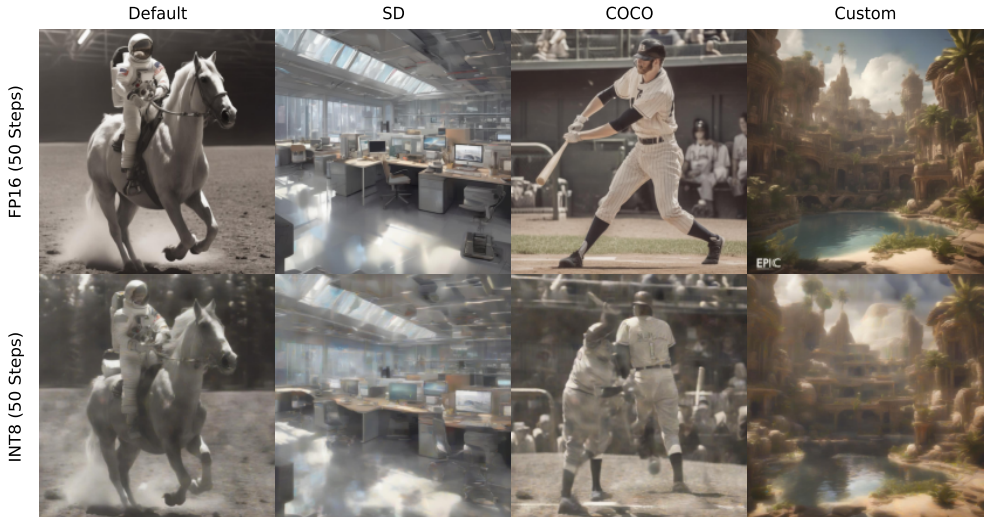 Default SD COCO Custom
FP16 (50 Steps)
EPIC
INT8 (50 Steps)